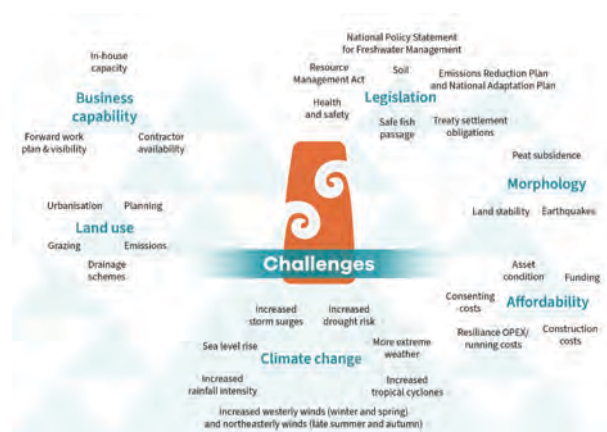 National Policy Statement
for Freshwater Management
Resource
Management Act
Soil
Emissions Reduction Plan
and National Adaptation Plan
Legislation
Health
and safety
Safe fish
passage
Treaty settlement
obligations
In-house
capacity
Business
capability
Forward work
plan & visibility
Contractor
availability
Peat subsidence
Morphology
Land stability
Earthquakes
Urbanisation
Planning
Land use
Grazing
Emissions
Drainage
schemes
Challenges
Asset
condition
Funding
Consenting
costs
Affordability
Resiliance OPEX/
running costs
Construction
costs
Increased
storm surges
Increased
drought risk
Sea level rise
More extreme
weather
Climate change
Increased
rainfall intensity
Increased
tropical cyclones
Increased westerly winds (winter and spring)
and northeasterly winds (late summer and autumn)